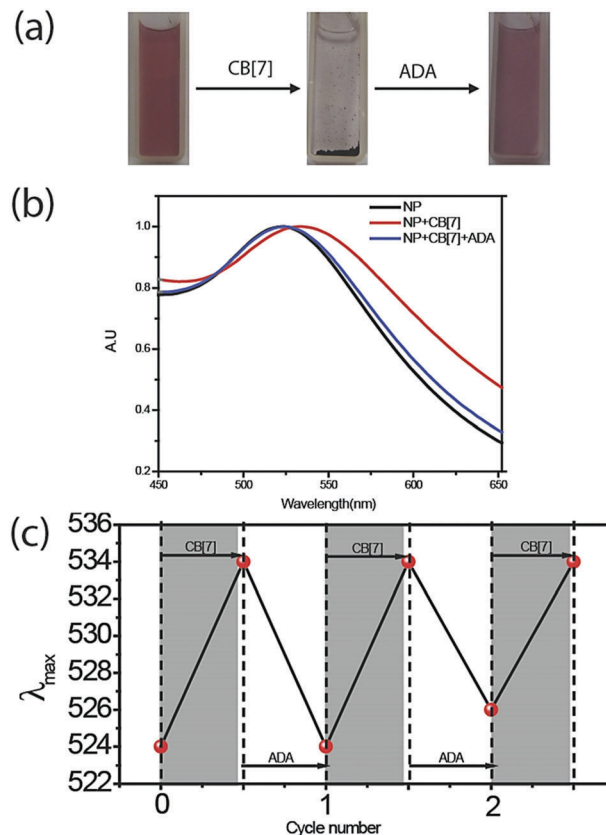 (a)
CB[7]
ADA
(b)
NP
NP+CB[7]
NP+CB[7]+ADA
1.0
0.8
0.6
0.4
0.2
A.U
450
500
550
600
650
Wavelength(nm)
(c)
536
534
532
530
528
526
524
522
λmax
CB[7]
CB[7]
CB[7]
ADA
ADA
0
1
2
Cycle number